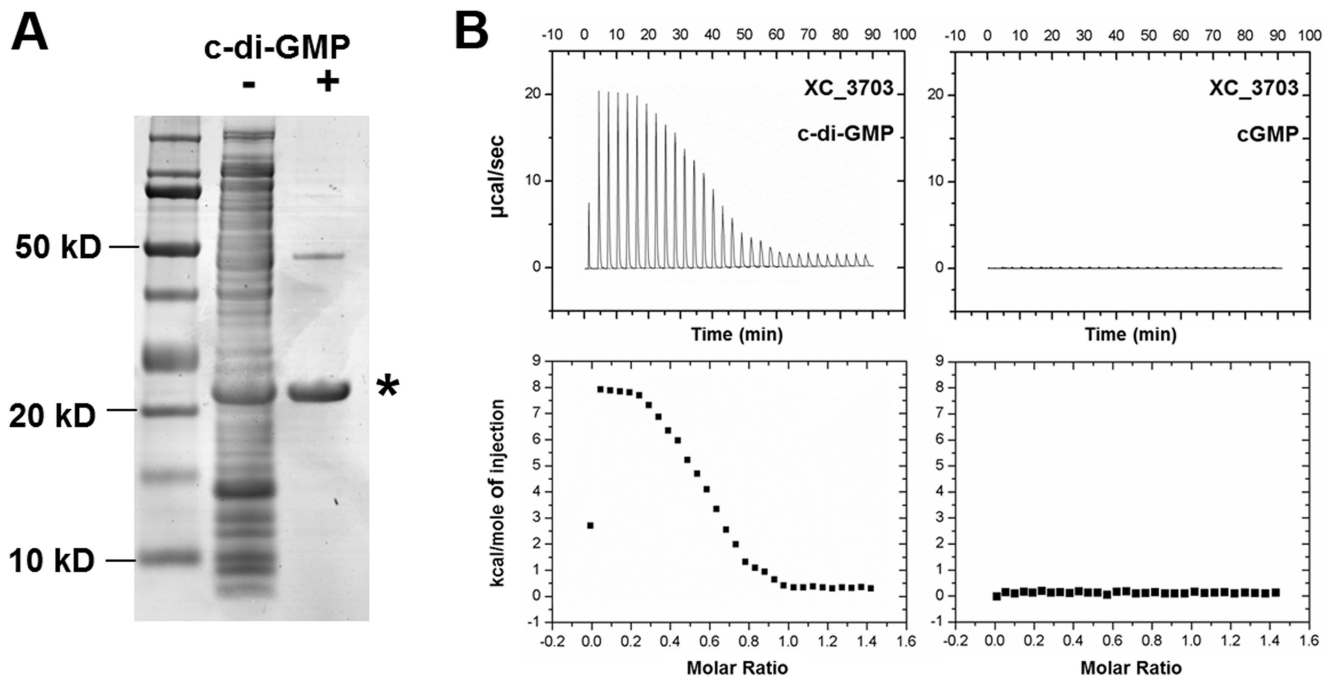 A
c-di-GMP
- +
50 kD
20 kD
10 kD
*
B
-10 0 10 20 30 40 50 60 70 80 90 100
XC_3703
c-di-GMP
µcal/sec
20
10
0
Time (min)
-10 0 10 20 30 40 50 60 70 80 90 100
XC_3703
cGMP
20
10
0
Time (min)
kcal/mole of injection
9
8
7
6
5
4
3
2
1
0
-1
-0.2 0.0 0.2 0.4 0.6 0.8 1.0 1.2 1.4 1.6
Molar Ratio
9
8
7
6
5
4
3
2
1
0
-1
-0.2 0.0 0.2 0.4 0.6 0.8 1.0 1.2 1.4 1.6
Molar Ratio